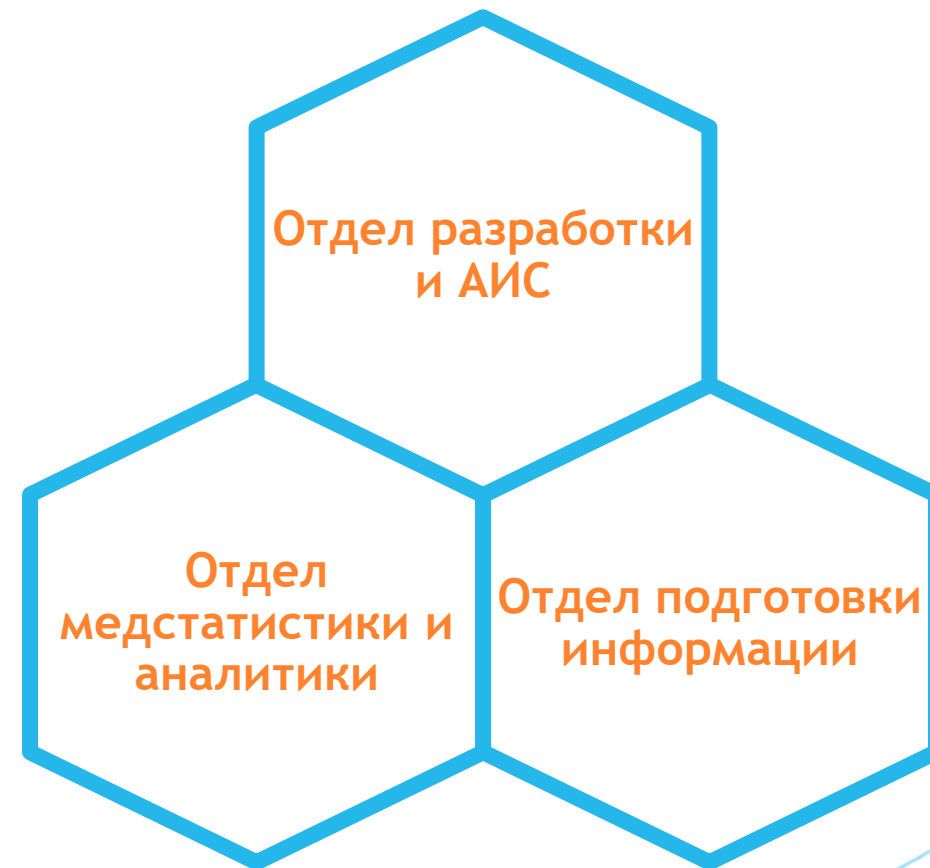 Отдел разработки
и АИС
Отдел
медстатистики и
аналитики
Отдел подготовки
информации